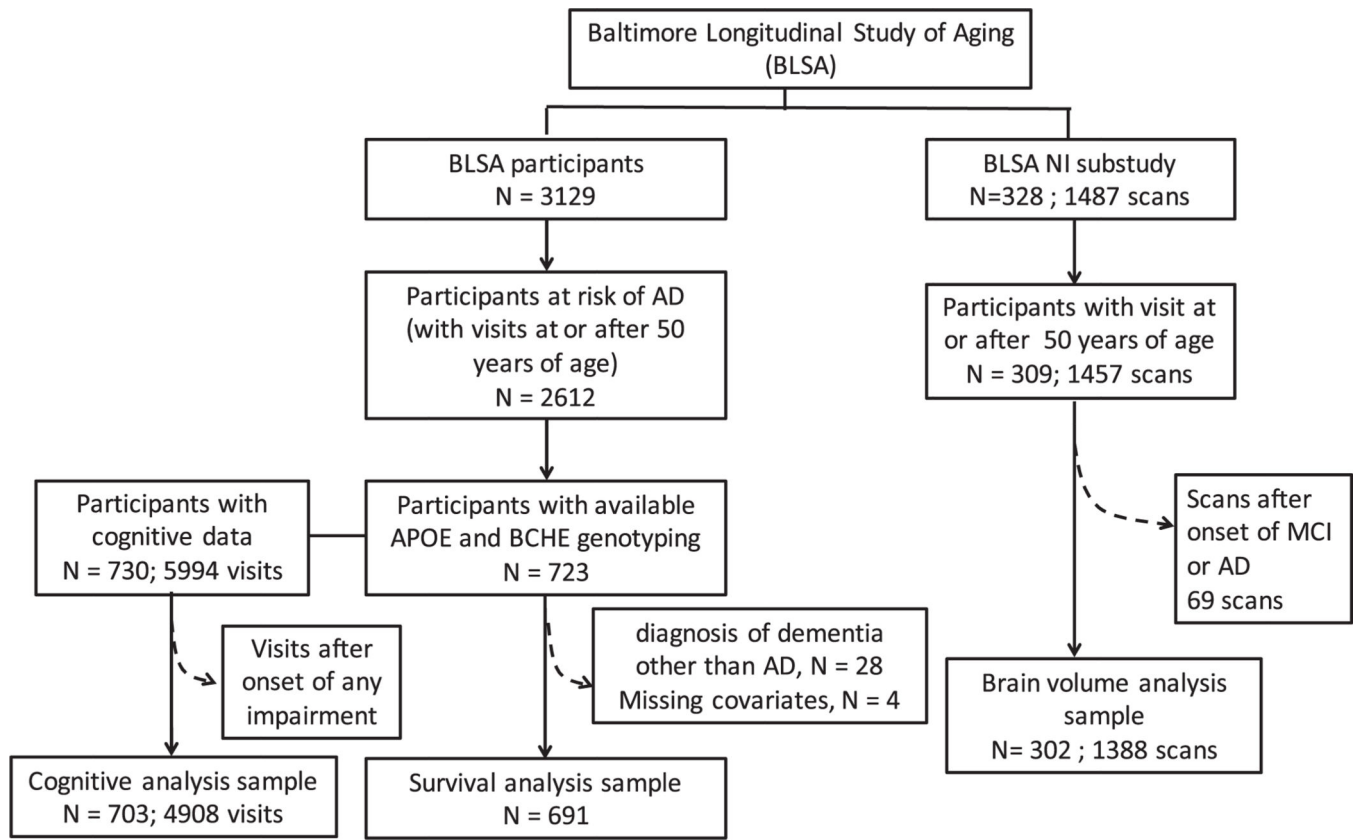 Baltimore Longitudinal Study of Aging
(BLSA)
BLSA participants
N = 3129
BLSA NI substudy
N=328 ; 1487 scans
Participants at risk of AD
(with visits at or after 50
years of age)
N = 2612
Participants with visit at
or after 50 years of age
N = 309; 1457 scans
Participants with
cognitive data
N = 730; 5994 visits
Participants with available
APOE and BCHE genotyping
N = 723
Scans after
onset of MCI
or AD
69 scans
Visits after
onset of any
impairment
diagnosis of dementia
other than AD, N = 28
Missing covariates, N = 4
Brain volume analysis
sample
N= 302 ; 1388 scans
Cognitive analysis sample
N = 703; 4908 visits
Survival analysis sample
N = 691